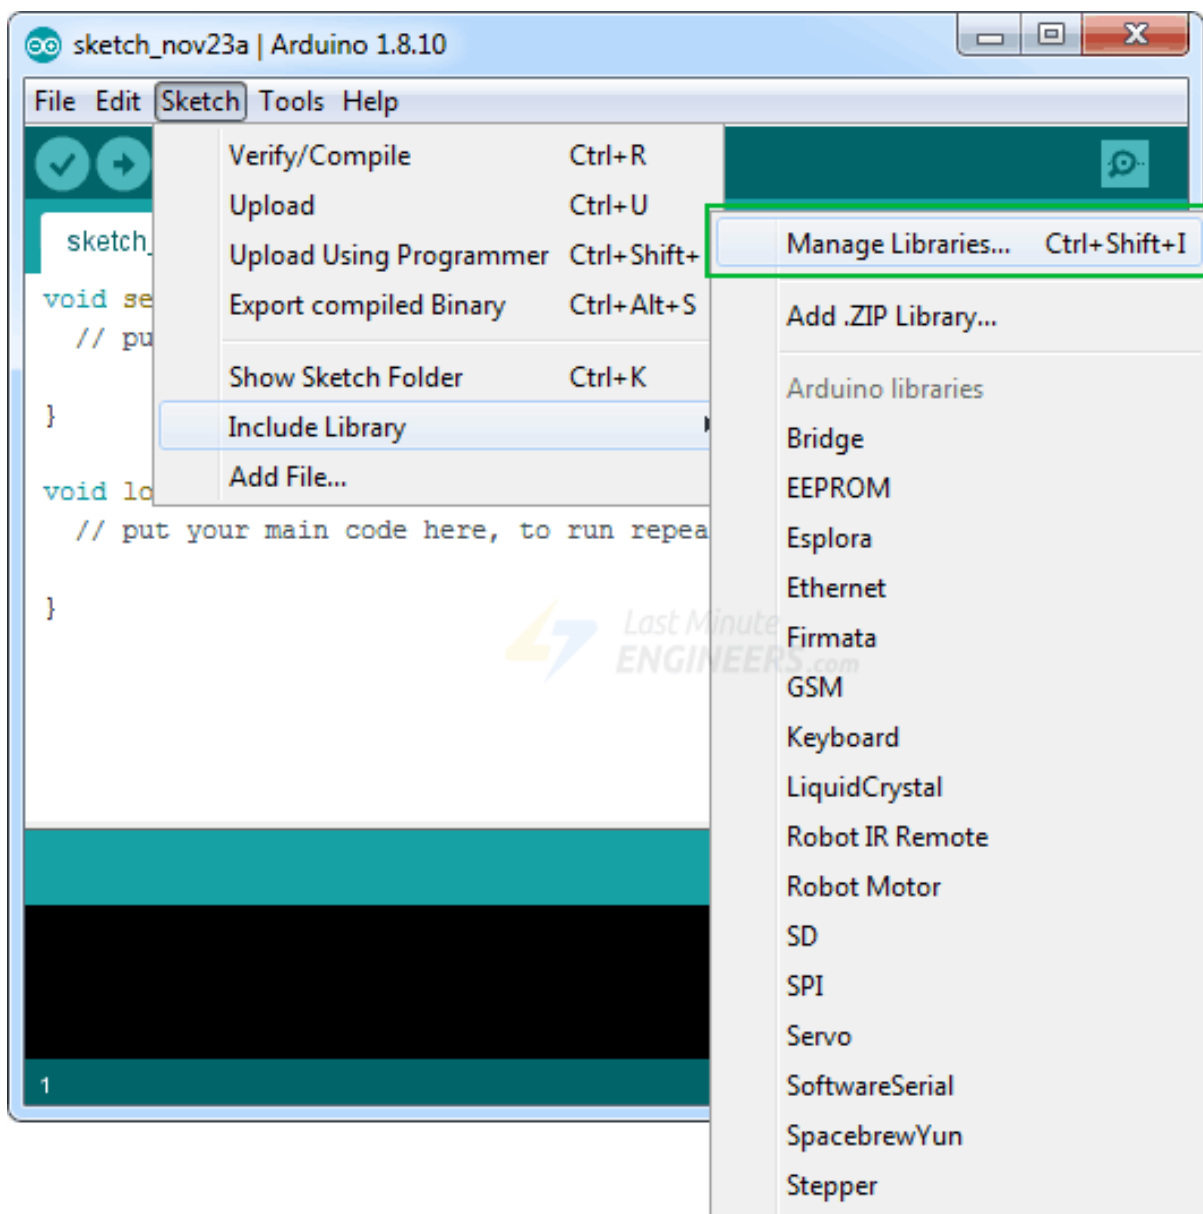 sketch_nov23a | Arduino 1.8.10
File Edit Sketch Tools Help
Verify/Compile Ctrl+R
Upload Ctrl+U
Upload Using Programmer Ctrl+Shift+
Export compiled Binary Ctrl+Alt+S
Show Sketch Folder Ctrl+K
Include Library
Add File...
Manage Libraries... Ctrl+Shift+I
Add .ZIP Library...
Arduino libraries
Bridge
EEPROM
Esplora
Ethernet
Firmata
GSM
Keyboard
LiquidCrystal
Robot IR Remote
Robot Motor
SD
SPI
Servo
SoftwareSerial
SpacebrewYun
Stepper
sketch_
void se
// pu
}
void lo
// put your main code here, to run repea
}
Last Minute
ENGINEERS.com
1